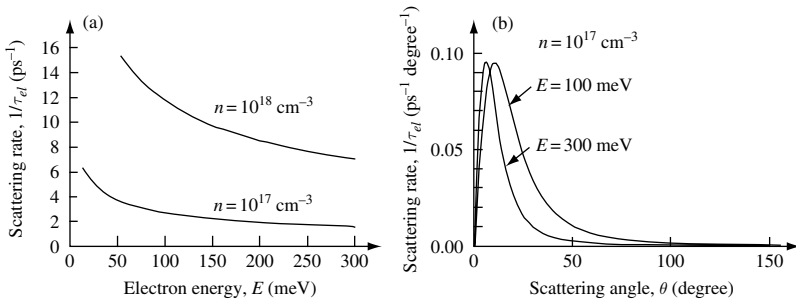 (a)
Scattering rate, 1/τel (ps⁻¹)
16
14
12
10
8
6
4
2
0
n = 10¹⁸ cm⁻³
n = 10¹⁷ cm⁻³
0 50 100 150 200 250 300
Electron energy, E (meV)
(b)
Scattering rate, 1/τel (ps⁻¹ degree⁻¹)
0.10
0.05
0.00
n = 10¹⁷ cm⁻³
E = 100 meV
E = 300 meV
0 50 100 150
Scattering angle, θ (degree)